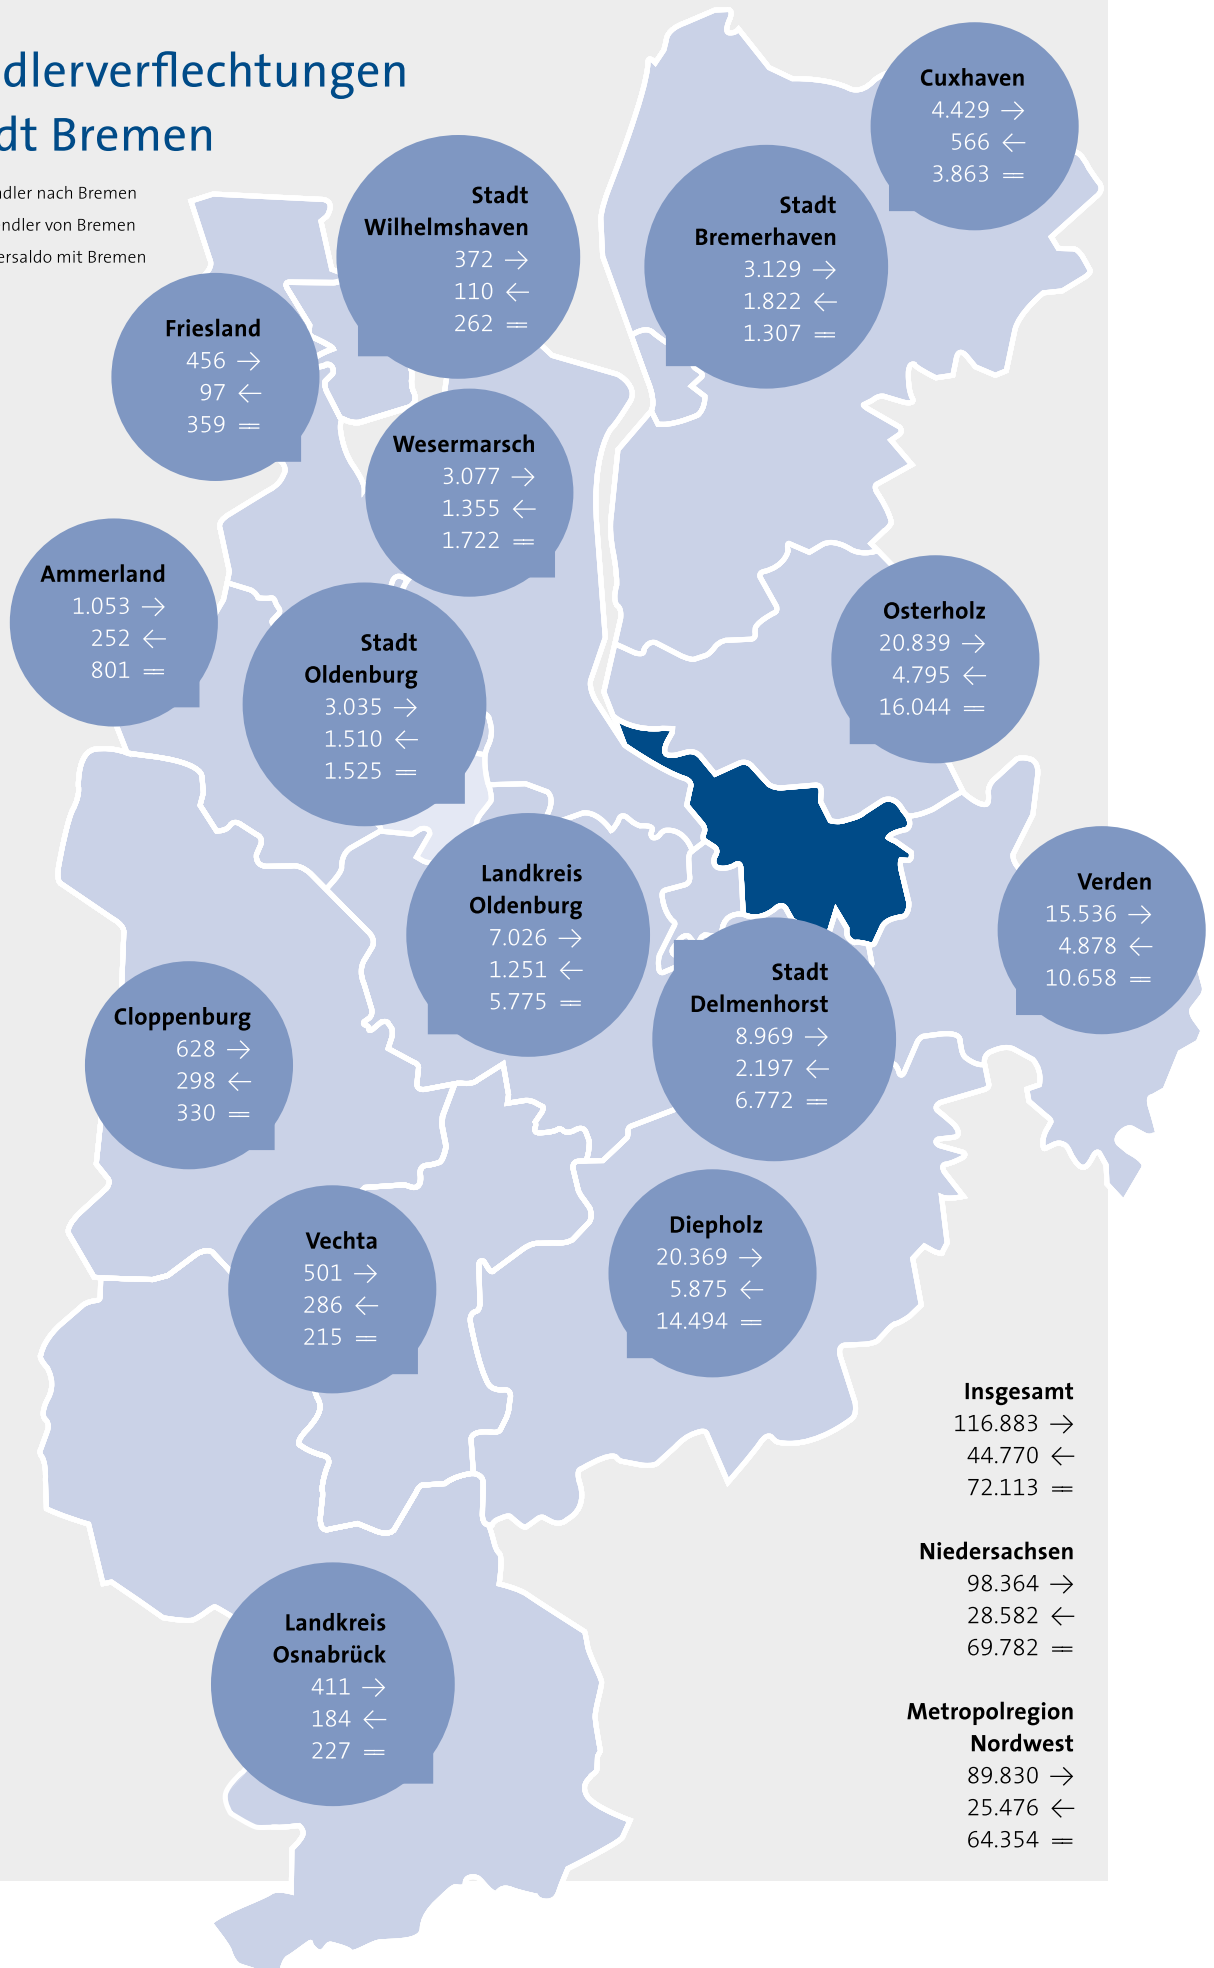 dlerverflechtungen
dt Bremen
ndler nach Bremen
ndler von Bremen
ersaldo mit Bremen
Cuxhaven
4.429 →
566 ←
3.863 =
Stadt
Wilhelmshaven
372 →
110 ←
262 =
Stadt
Bremerhaven
3.129 →
1.822 ←
1.307 =
Friesland
456 →
97 ←
359 =
Wesermarsch
3.077 →
1.355 ←
1.722 =
Ammerland
1.053 →
252 ←
801 =
Stadt
Oldenburg
3.035 →
1.510 ←
1.525 =
Osterholz
20.839 →
4.795 ←
16.044 =
Landkreis
Oldenburg
7.026 →
1.251 ←
5.775 =
Verden
15.536 →
4.878 ←
10.658 =
Stadt
Delmenhorst
8.969 →
2.197 ←
6.772 =
Cloppenburg
628 →
298 ←
330 =
Vechta
501 →
286 ←
215 =
Diepholz
20.369 →
5.875 ←
14.494 =
Insgesamt
116.883 →
44.770 ←
72.113 =
Niedersachsen
98.364 →
28.582 ←
69.782 =
Landkreis
Osnabrück
411 →
184 ←
227 =
Metropolregion
Nordwest
89.830 →
25.476 ←
64.354 =